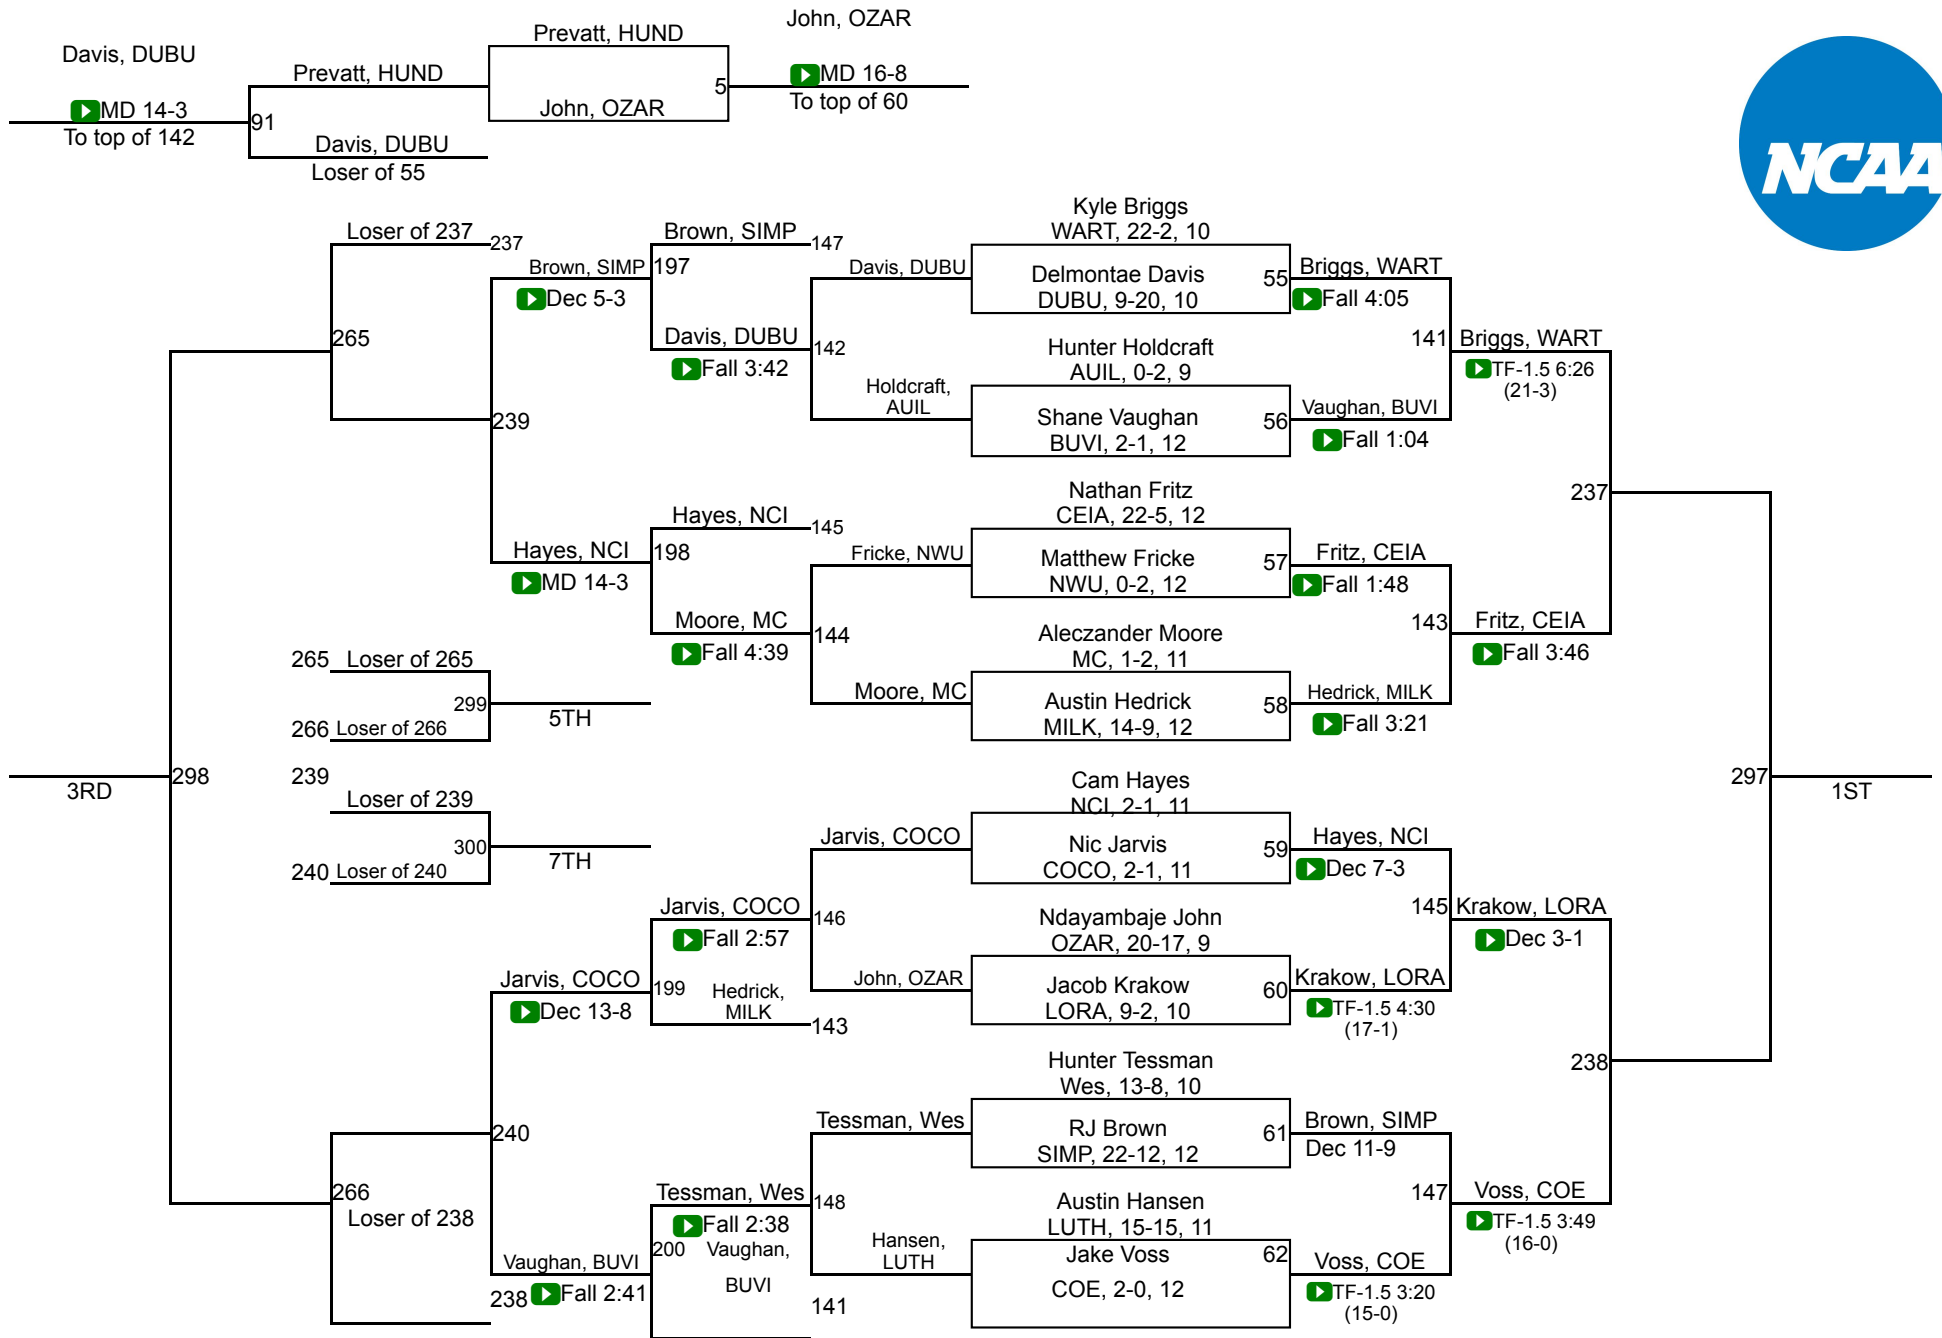 John, OZAR
Prevatt, HUND
Davis, DUBU
Prevatt, HUND
MD 16-8
5
MD 14-3
John, OZAR
To top of 60
91
To top of 142
Davis, DUBU
Loser of 55
NCAA
Kyle Briggs
WART, 22-2, 10
Loser of 237
237
Brown, SIMP
147
Brown, SIMP
197
Davis, DUBU
Delmontae Davis
DUBU, 9-20, 10
55
Briggs, WART
Dec 5-3
Fall 4:05
265
Davis, DUBU
142
Hunter Holdcraft
AUIL, 0-2, 9
141
Briggs, WART
Fall 3:42
TF-1.5 6:26
(21-3)
Holdcraft,
AUIL
Shane Vaughan
BUVI, 2-1, 12
56
Vaughan, BUVI
239
Fall 1:04
Nathan Fritz
CEIA, 22-5, 12
237
Hayes, NCI
145
Hayes, NCI
198
Fricke, NWU
Matthew Fricke
NWU, 0-2, 12
57
Fritz, CEIA
MD 14-3
Fall 1:48
Moore, MC
144
Aleczander Moore
MC, 1-2, 11
143
Fritz, CEIA
Fall 4:39
Fall 3:46
265
Loser of 265
299
5TH
266
Loser of 266
Moore, MC
Austin Hedrick
MILK, 14-9, 12
58
Hedrick, MILK
Fall 3:21
3RD
298
239
Loser of 239
300
7TH
240
Loser of 240
Cam Hayes
NCI, 2-1, 11
297
1ST
Jarvis, COCO
Nic Jarvis
COCO, 2-1, 11
59
Hayes, NCI
Dec 7-3
Jarvis, COCO
146
Ndayambaje John
OZAR, 20-17, 9
145
Krakow, LORA
Fall 2:57
Dec 3-1
Jarvis, COCO
199
Hedrick,
MILK
143
John, OZAR
Jacob Krakow
LORA, 9-2, 10
60
Krakow, LORA
Dec 13-8
TF-1.5 4:30
(17-1)
Hunter Tessman
Wes, 13-8, 10
238
240
Tessman, Wes
RJ Brown
SIMP, 22-12, 12
61
Brown, SIMP
Dec 11-9
266
Loser of 238
Tessman, Wes
148
Austin Hansen
LUTH, 15-15, 11
147
Voss, COE
Fall 2:38
TF-1.5 3:49
(16-0)
Vaughan, BUVI
200
Vaughan,
BUVI
Hansen,
LUTH
Jake Voss
COE, 2-0, 12
62
Voss, COE
238
Fall 2:41
141
TF-1.5 3:20
(15-0)